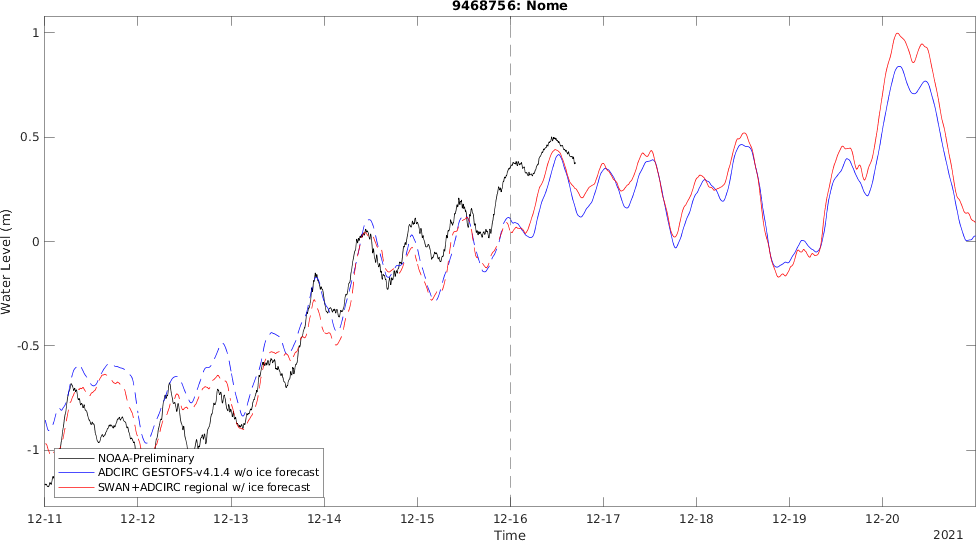 9468756: Nome
1
0.5
0
-0.5
-1
Water Level (m)
NOAA-Preliminary
ADCIRC GESTOFS-v4.1.4 w/o ice forecast
SWAN+ADCIRC regional w/ ice forecast
12-11 12-12 12-13 12-14 12-15 12-16 12-17 12-18 12-19 12-20
Time
2021